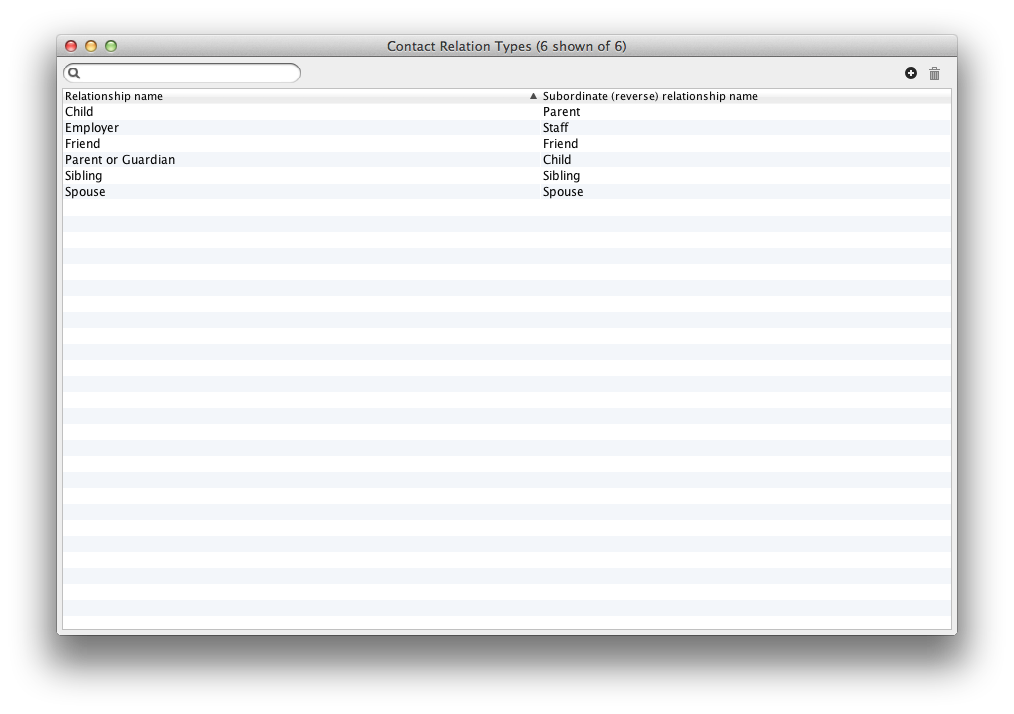 Contact Relation Types (6 shown of 6)
Relationship name Subordinate (reverse) relationship name
Child Parent
Employer Staff
Friend Friend
Parent or Guardian Child
Sibling Sibling
Spouse Spouse